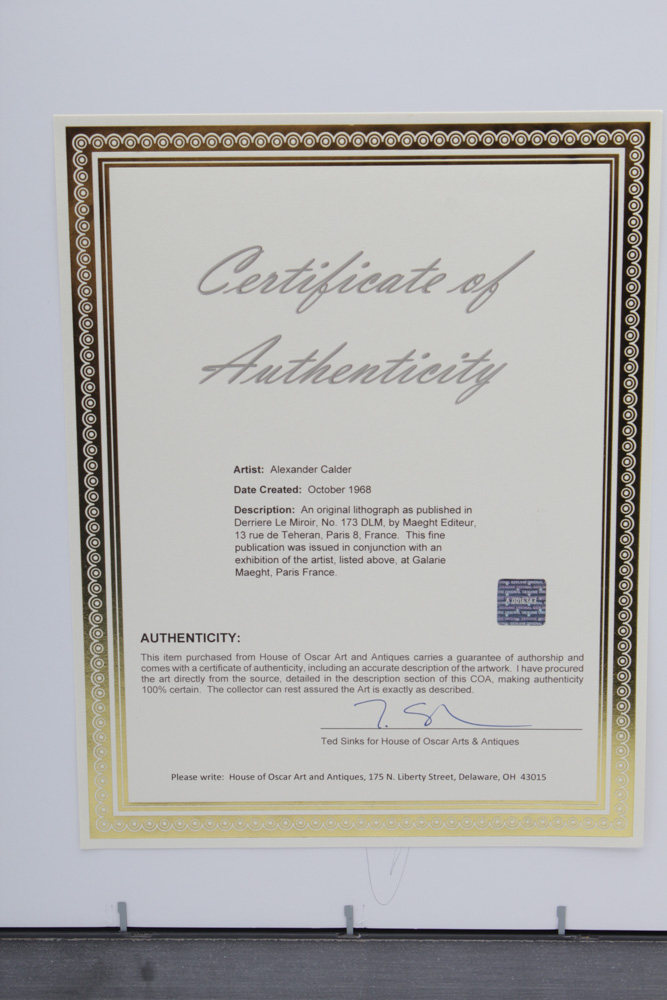 Certificate of
Authenticity
Artist: Alexander Calder
Date Created: October 1968
Description: An original lithograph as published in
Derriere Le Miroir, No. 173 DLM, by Maeght Editeur,
13 rue de Teheran, Paris 8, France. This fine
publication was issued in conjunction with an
exhibition of the artist, listed above, at Galarie
Maeght, Paris France.
AUTHENTICITY:
This item purchased from House of Oscar Art and Antiques carries a guarantee of authorship and
comes with a certificate of authenticity, including an accurate description of the artwork. I have procured
the art directly from the source, detailed in the description section of this COA, making authenticity
100% certain. The collector can rest assured the Art is exactly as described.
Ted Sinks for House of Oscar Arts & Antiques
Please write: House of Oscar Art and Antiques, 175 N. Liberty Street, Delaware, OH 43015